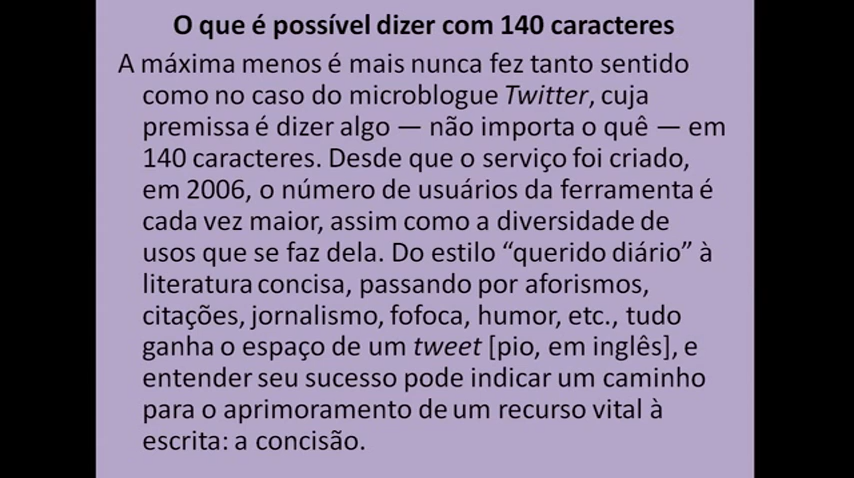 O que é possível dizer com 140 caracteres
A máxima menos é mais nunca fez tanto sentido
como no caso do microblogue Twitter, cuja
premissa é dizer algo — não importa o quê — em
140 caracteres. Desde que o serviço foi criado,
em 2006, o número de usuários da ferramenta é
cada vez maior, assim como a diversidade de
usos que se faz dela. Do estilo “querido diário” à
literatura concisa, passando por aforismos,
citações, jornalismo, fofoca, humor, etc., tudo
ganha o espaço de um tweet [pio, em inglês], e
entender seu sucesso pode indicar um caminho
para o aprimoramento de um recurso vital à
escrita: a concisão.